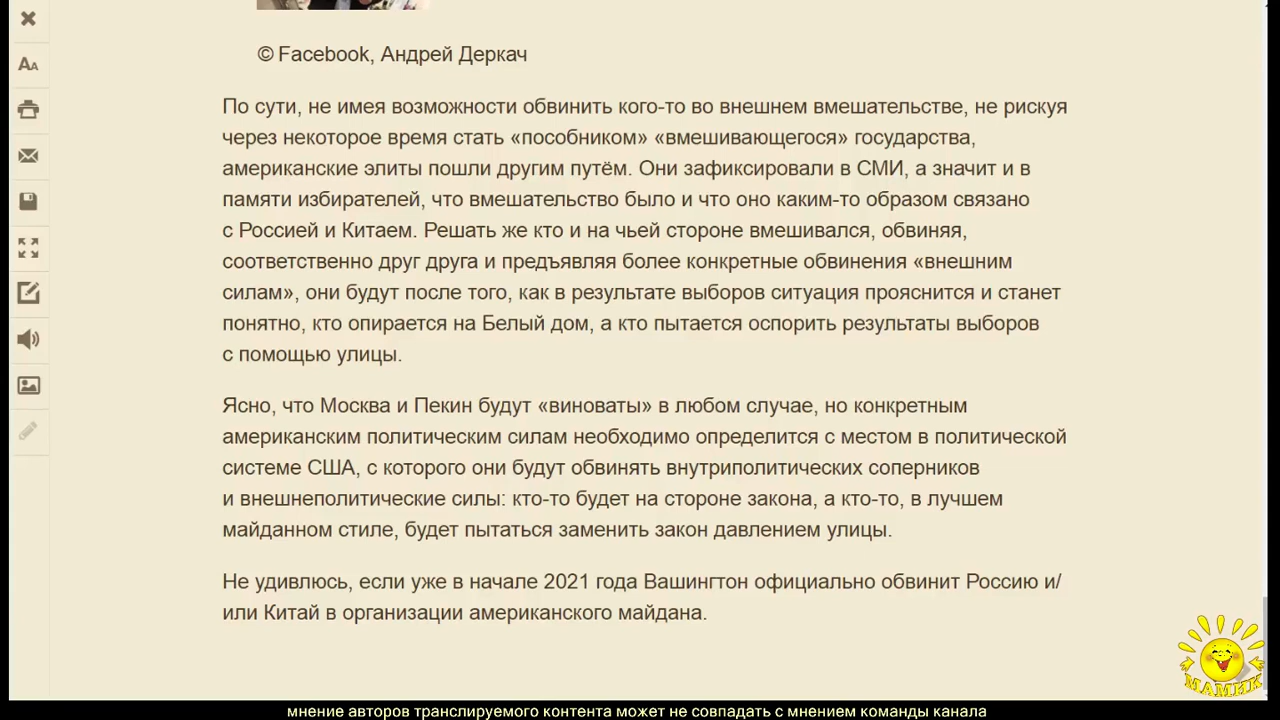 © Facebook, Андрей Деркач
По сути, не имея возможности обвинить кого-то во внешнем вмешательстве, не рискуя
через некоторое время стать «пособником» «вмешивающегося» государства,
американские элиты пошли другим путём. Они зафиксировали в СМИ, а значит и в
памяти избирателей, что вмешательство было и что оно каким-то образом связано
с Россией и Китаем. Решать же кто и на чьей стороне вмешивался, обвиняя,
соответственно друг друга и предъявляя более конкретные обвинения «внешним
силам», они будут после того, как в результате выборов ситуация прояснится и станет
понятно, кто опирается на Белый дом, а кто пытается оспорить результаты выборов
с помощью улицы.
Ясно, что Москва и Пекин будут «виноваты» в любом случае, но конкретным
американским политическим силам необходимо определится с местом в политической
системе США, с которого они будут обвинять внутриполитических соперников
и внешнеполитические силы: кто-то будет на стороне закона, а кто-то, в лучшем
майданном стиле, будет пытаться заменить закон давлением улицы.
Не удивлюсь, если уже в начале 2021 года Вашингтон официально обвинит Россию и/
или Китай в организации американского майдана.
МАМИК
мнение авторов транслируемого контента может не совпадать с мнением команды канала